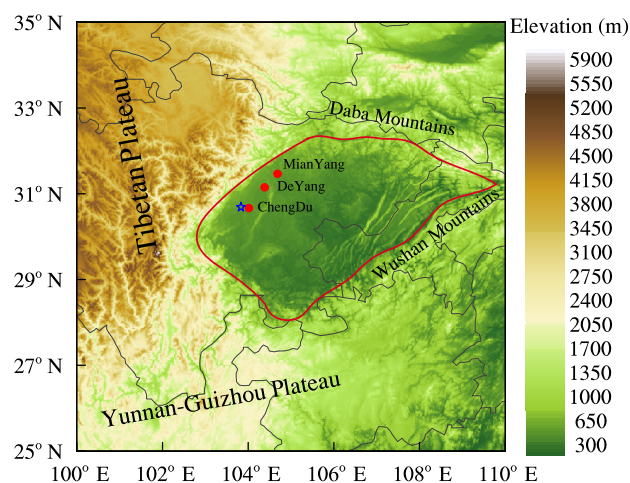 Elevation (m)
35° N
33° N
31° N
29° N
27° N
25° N
100° E
102° E
104° E
106° E
108° E
110° E
Tibetan Plateau
Daba Mountains
MianYang
DeYang
ChengDu
Wushan Mountains
Yunnan-Guizhou Plateau
5900
5550
5200
4850
4500
4150
3800
3450
3100
2750
2400
2050
1700
1350
1000
650
300